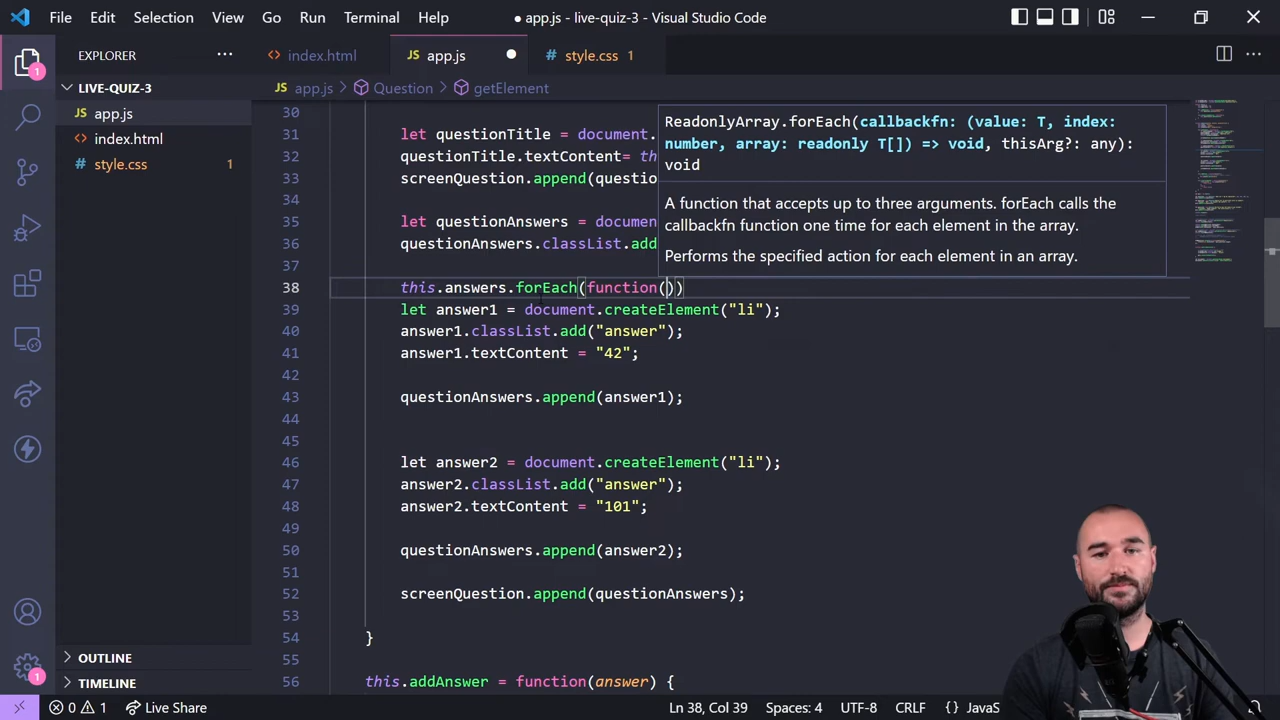 File Edit Selection View Go Run Terminal Help ● app.js - live-quiz-3 - Visual Studio Code
EXPLORER ...
<> index.html JS app.js ● # style.css 1
LIVE-QUIZ-3
JS app.js
<> index.html
# style.css 1
JS app.js > Question > getElement
30
31 let questionTitle = document.
32 questionTitle.textContent= th
33 screenQuestion.append(questio
34
35 let questionAnswers = docume
36 questionAnswers.classList.add
37
38 this.answers.forEach(function())
39 let answer1 = document.createElement("li");
40 answer1.classList.add("answer");
41 answer1.textContent = "42";
42
43 questionAnswers.append(answer1);
44
45
46 let answer2 = document.createElement("li");
47 answer2.classList.add("answer");
48 answer2.textContent = "101";
49
50 questionAnswers.append(answer2);
51
52 screenQuestion.append(questionAnswers);
53
54 }
55
56 this.addAnswer = function(answer) {
ReadonlyArray.forEach(callbackfn: (value: T, index:
number, array: readonly T[]) => void, thisArg?: any):
void
A function that accepts up to three arguments. forEach calls the
callbackfn function one time for each element in the array.
Performs the specified action for each element in an array.
1
1
OUTLINE
TIMELINE
0 1 Live Share Ln 38, Col 39 Spaces: 4 UTF-8 CRLF {} JavaS